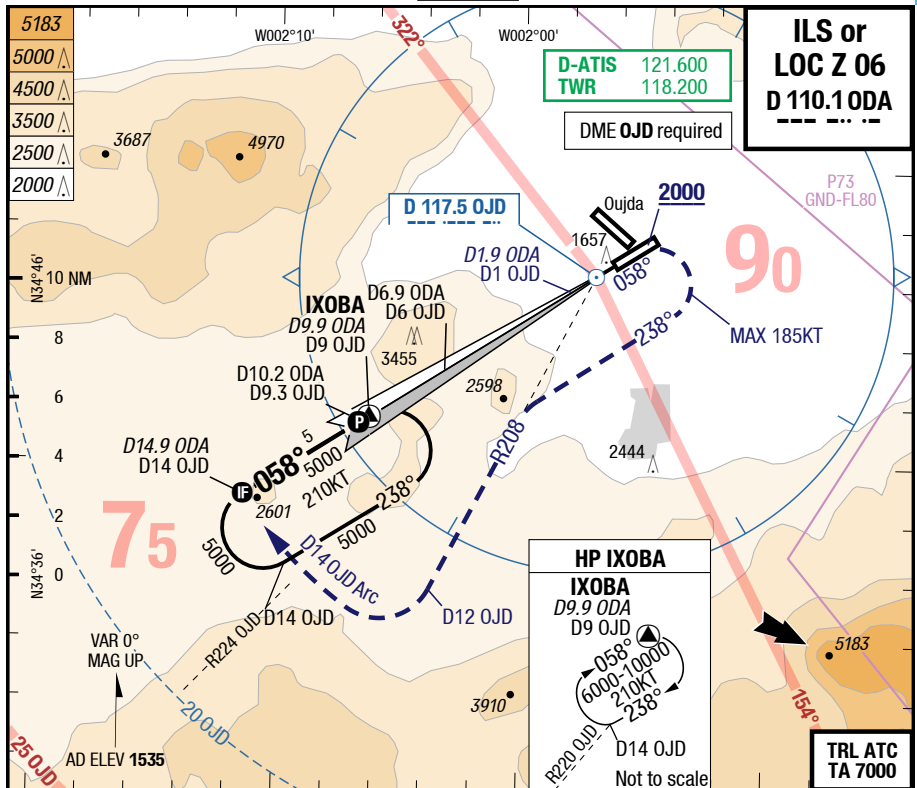 5183
5000
4500
3500
2500
2000
W002°10'
W002°00'
322°
D-ATIS 121.600
TWR 118.200
DME OJD required
ILS or
LOC Z 06
D 110.1 ODA
3687
4970
P73
GND-FL80
D 117.5 OJD
Oujda
2000
1657
90
D1.9 ODA
D1 OJD
058°
238°
MAX 185KT
N34°46'
10 NM
8
6
4
2
0
N34°36'
IXOBA
D9.9 ODA
D9 OJD
D6.9 ODA
D6 OJD
3455
D10.2 ODA
D9.3 OJD
P
2598
D14.9 ODA
D14 OJD
IF
058°
5
5000
210KT
238°
5000
5000
2601
R208
2444
75
D14 OJD Arc
D14 OJD
D12 OJD
R224 OJD
VAR 0°
MAG UP
20 OJD
25 OJD
AD ELEV 1535
3910
HP IXOBA
IXOBA
D9.9 ODA
D9 OJD
058°
6000-10000
210KT
238°
R220 OJD
D14 OJD
Not to scale
5183
154°
TRL ATC
TA 7000